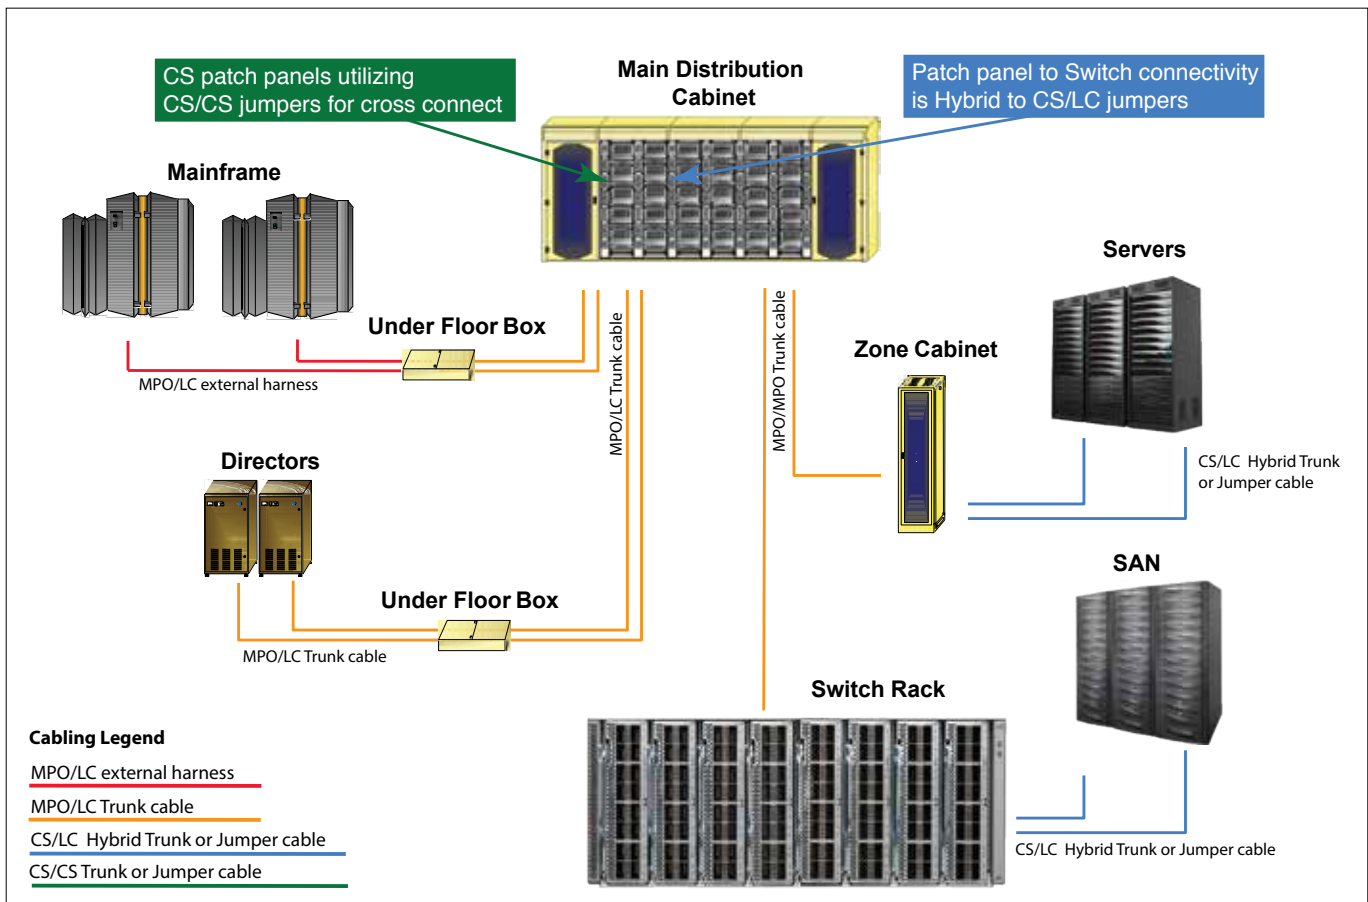 CS patch panels utilizing
CS/CS jumpers for cross connect
Main Distribution
Cabinet
Patch panel to Switch connectivity
is Hybrid to CS/LC jumpers
Mainframe
Servers
Under Floor Box
MPO/LC external harness
MPO/LC Trunk cable
MPO/MPO Trunk cable
Zone Cabinet
CS/LC Hybrid Trunk
or Jumper cable
Directors
SAN
Under Floor Box
MPO/LC Trunk cable
Switch Rack
CS/LC Hybrid Trunk or Jumper cable
Cabling Legend
MPO/LC external harness
MPO/LC Trunk cable
CS/LC Hybrid Trunk or Jumper cable
CS/CS Trunk or Jumper cable